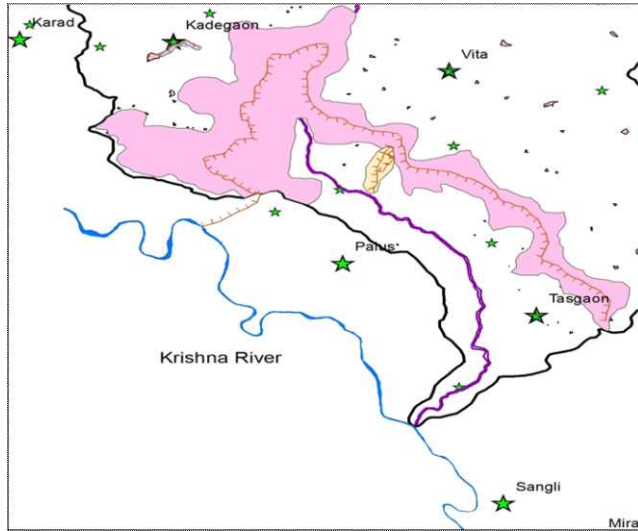 Karad
Kadegaon
Vita
Palus
Tasgaon
Krishna River
Sangli
Mira